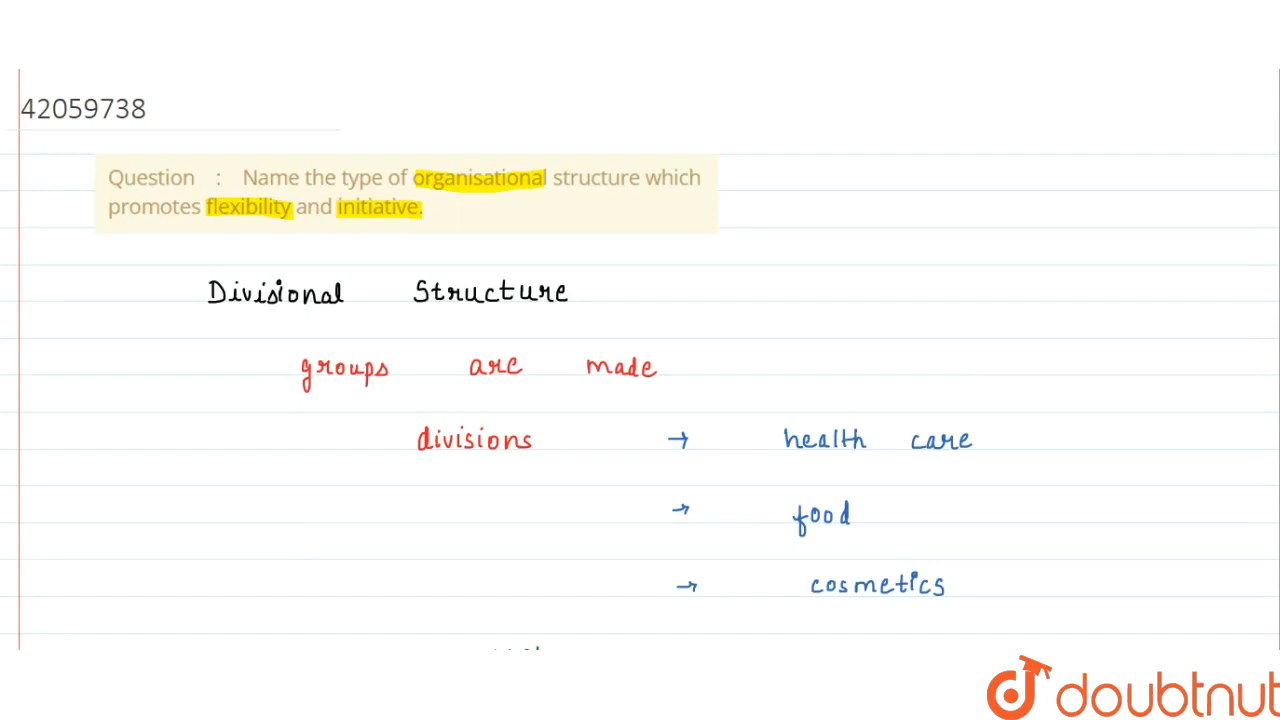 42059738
Question : Name the type of organisational structure which
promotes flexibility and initiative.
Divisional Structure
groups are made
divisions → health care
→ food
→ cosmetics
doubtnut